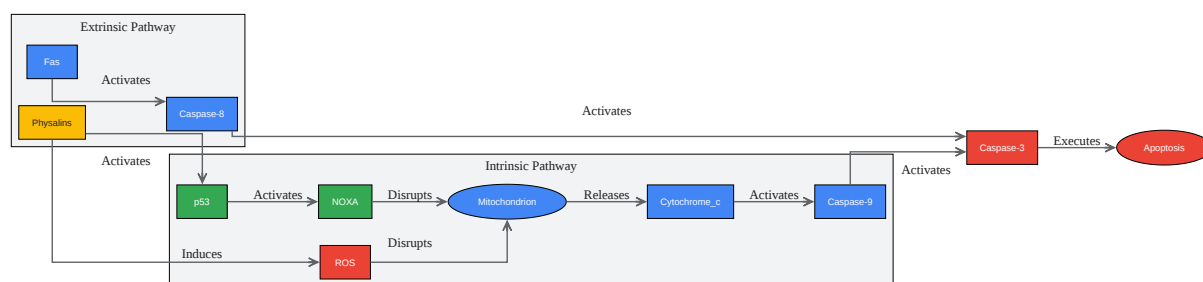 Extrinsic Pathway
Fas
Activates
Caspase-8
Physalins
Activates
Activates
Caspase-3
Executes
Apoptosis
Activates
Intrinsic Pathway
p53
Activates
NOXA
Disrupts
Mitochondrion
Releases
Cytochrome_c
Activates
Caspase-9
Induces
ROS
Disrupts